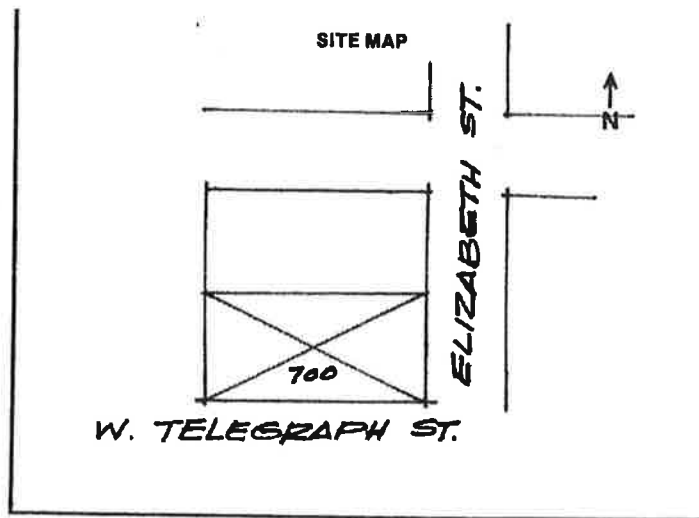 SITE MAP
N
ELIZABETH ST.
700
W. TELEGRAPH ST.